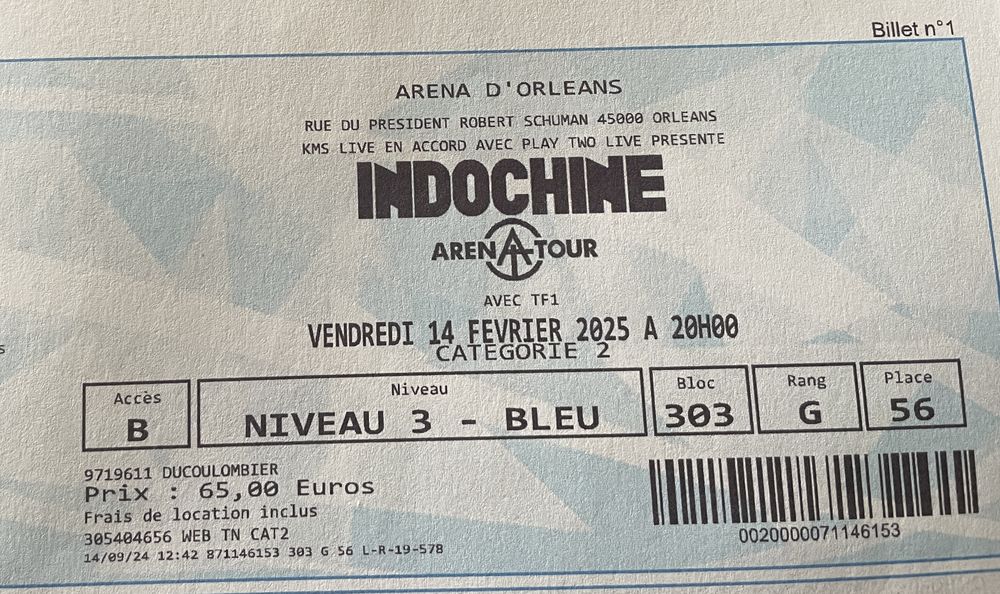 Billet n°1
ARENA D'ORLEANS
RUE DU PRESIDENT ROBERT SCHUMAN 45000 ORLEANS
KMS LIVE EN ACCORD AVEC PLAY TWO LIVE PRESENTE
INDOCHINE
ARENA TOUR
AVEC TF1
VENDREDI 14 FEVRIER 2025 A 20H00
CATEGORIE 2
Accès Niveau Bloc Rang Place
B NIVEAU 3 - BLEU 303 G 56
9719611 DUCOULOMBIER
Prix : 65,00 Euros
Frais de location inclus
305404656 WEB TN CAT2
14/09/24 12:42 871146153 303 G 56 L-R-19-578
0020000071146153